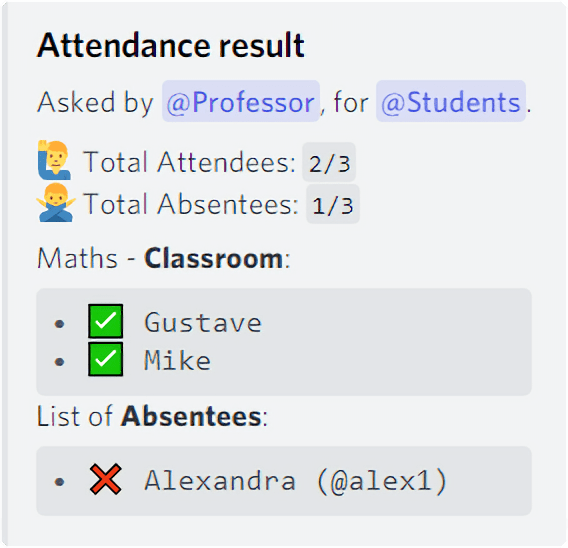 Attendance result
Asked by @Professor, for @Students.
🙋‍♂️ Total Attendees: 2/3
🙅‍♂️ Total Absentees: 1/3
Maths - Classroom:
• ✅ Gustave
• ✅ Mike
List of Absentees:
• ❌ Alexandra (@alex1)